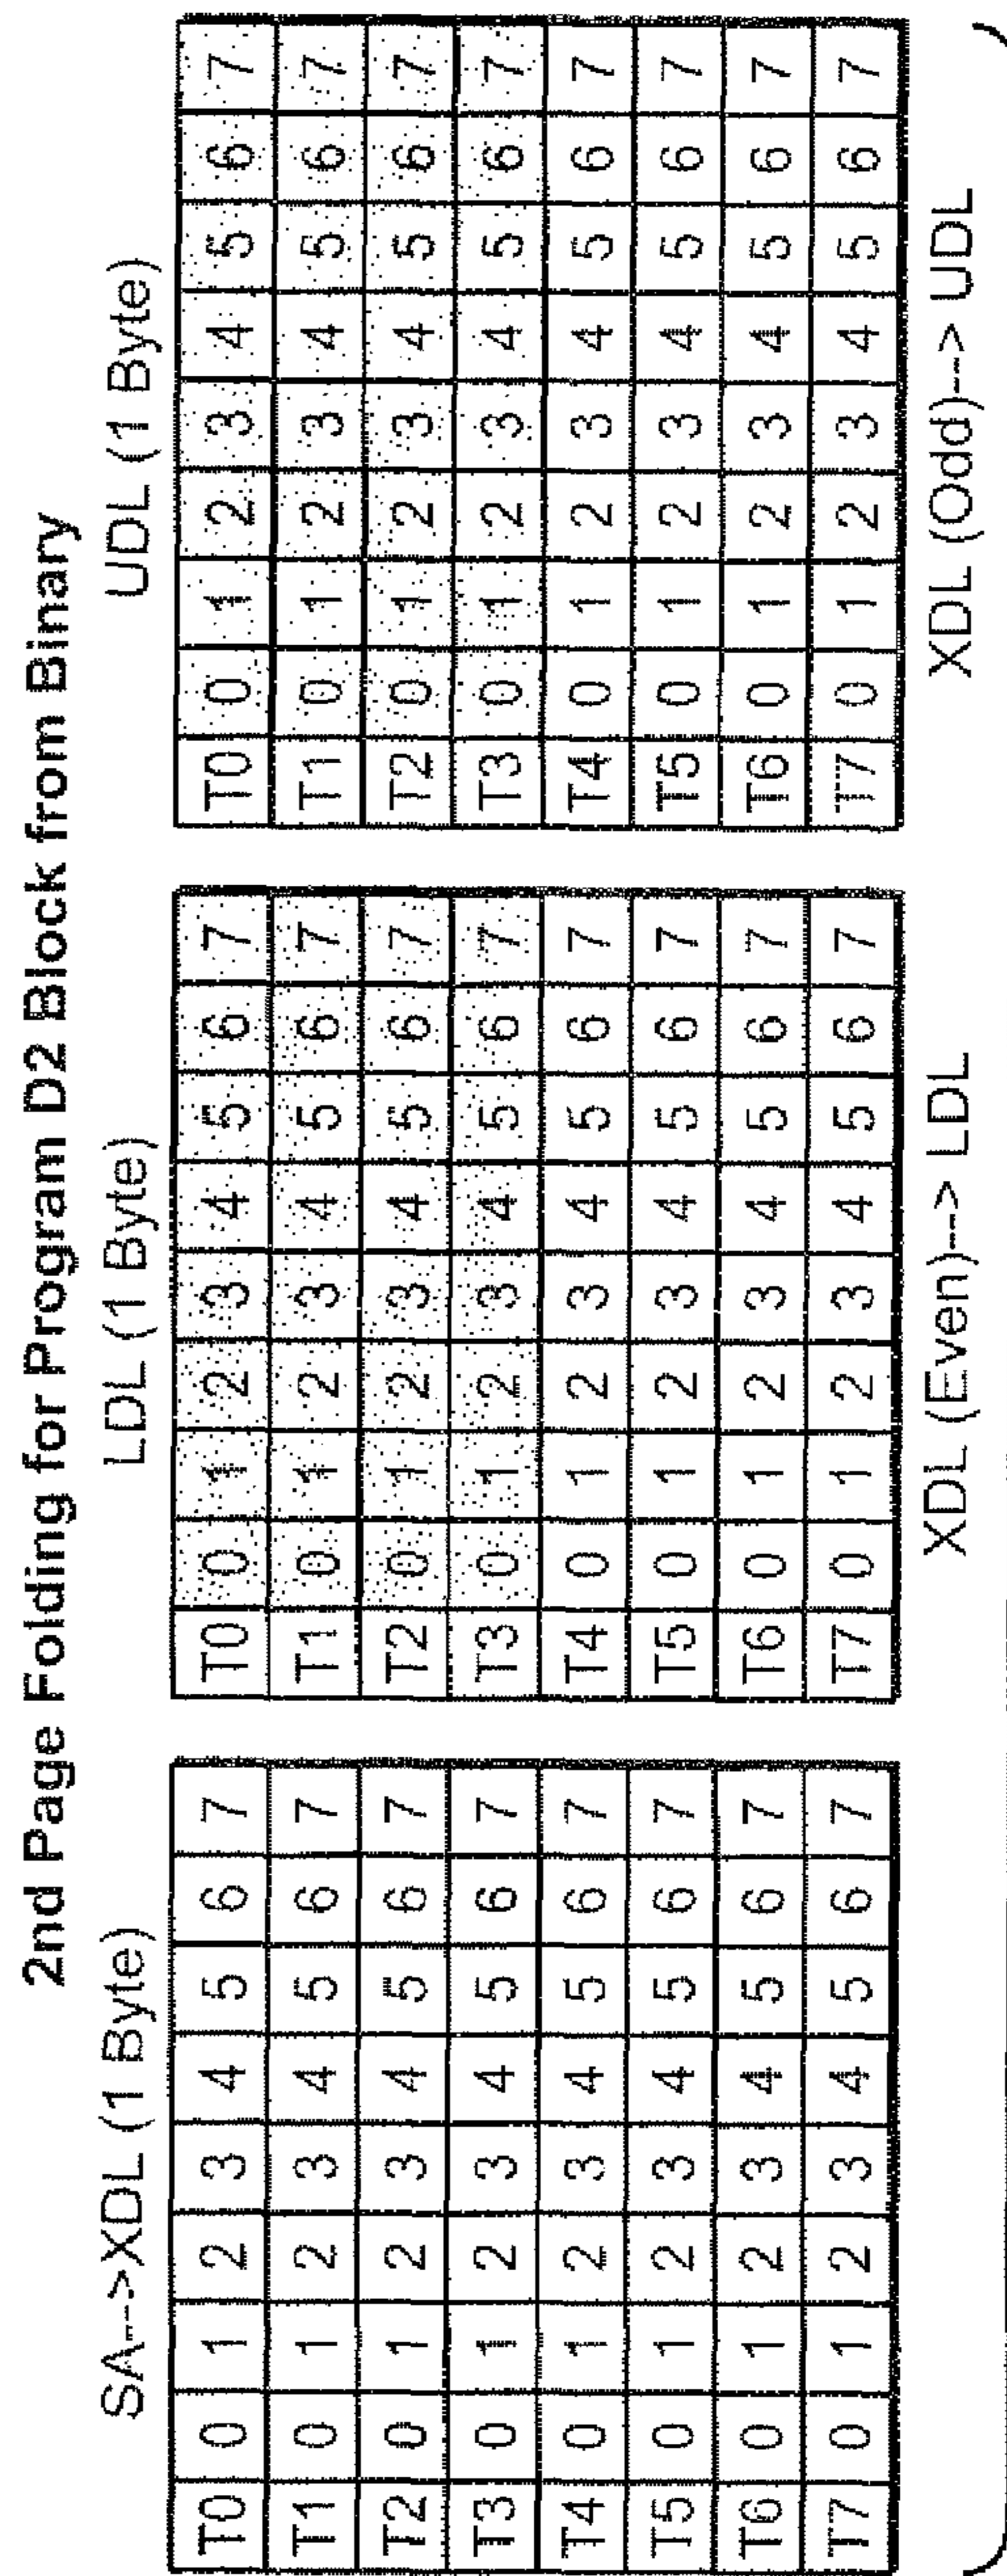 2nd Page Folding for Program D2 Block from Binary
SA-->XDL (1 Byte)
T0 0 1 2 3 4 5 6 7
T1 0 1 2 3 4 5 6 7
T2 0 1 2 3 4 5 6 7
T3 0 1 2 3 4 5 6 7
T4 0 1 2 3 4 5 6 7
T5 0 1 2 3 4 5 6 7
T6 0 1 2 3 4 5 6 7
T7 0 1 2 3 4 5 6 7
LDL (1 Byte)
T0 0 1 2 3 4 5 6 7
T1 0 1 2 3 4 5 6 7
T2 0 1 2 3 4 5 6 7
T3 0 1 2 3 4 5 6 7
T4 0 1 2 3 4 5 6 7
T5 0 1 2 3 4 5 6 7
T6 0 1 2 3 4 5 6 7
T7 0 1 2 3 4 5 6 7
XDL (Even)--> LDL
UDL (1 Byte)
T0 0 1 2 3 4 5 6 7
T1 0 1 2 3 4 5 6 7
T2 0 1 2 3 4 5 6 7
T3 0 1 2 3 4 5 6 7
T4 0 1 2 3 4 5 6 7
T5 0 1 2 3 4 5 6 7
T6 0 1 2 3 4 5 6 7
T7 0 1 2 3 4 5 6 7
XDL (Odd)--> UDL